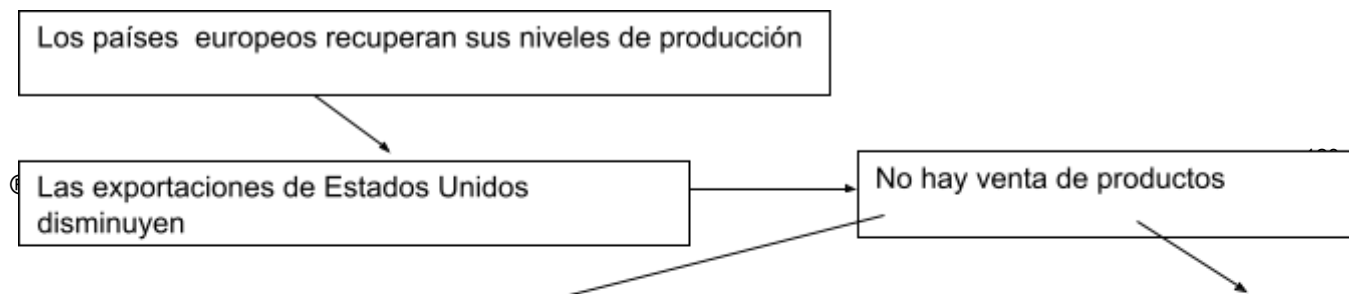 Los países  europeos recuperan sus niveles de producción
Las exportaciones de Estados Unidos
disminuyen
No hay venta de productos